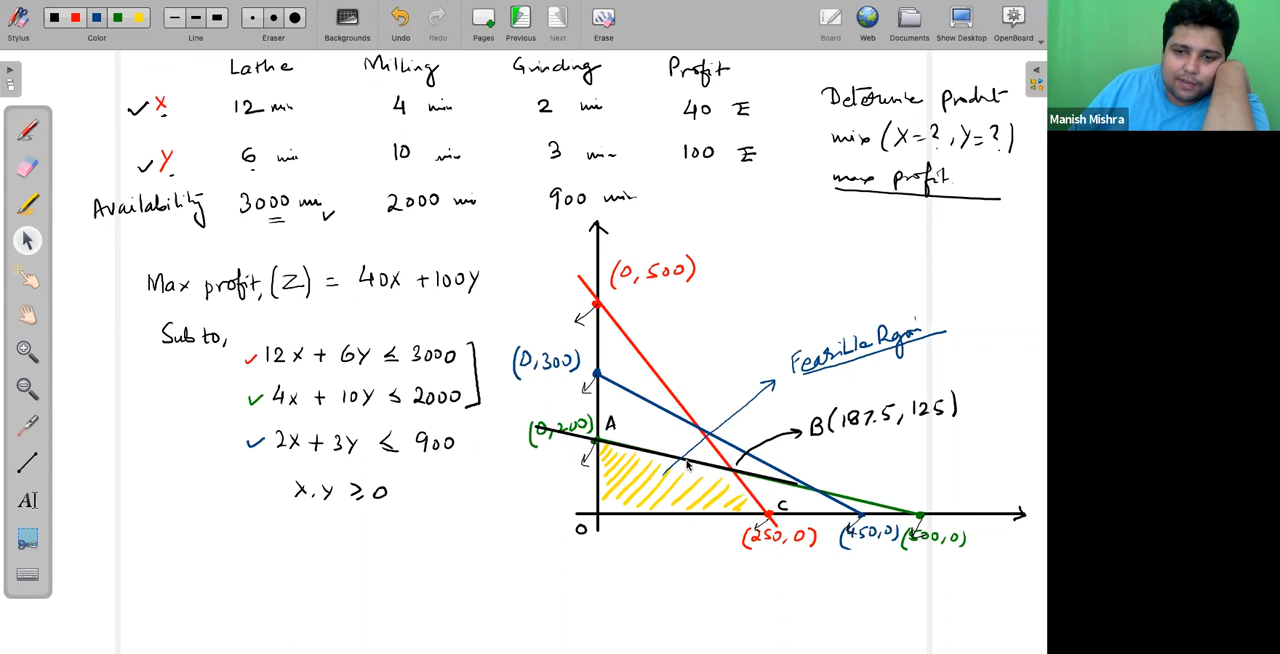 Stylus
Color
Line
Eraser
Backgrounds
Undo
Redo
Pages
Previous
Next
Erase
Board
Web
Documents
Show Desktop
OpenBoard
Manish Mishra
Lathe Milling Grinding Profit
X 12 min 4 min 2 min 40
Y 6 min 10 min 3 min 100
Availability 3000 min 2000 min 900 min
Determine product
mix (X=?, Y=?)
max profit.
Max profit, (Z) = 40X + 100Y
Sub to,
12X + 6Y ≤ 3000
4x + 10Y ≤ 2000
2X + 3Y ≤ 900
X, Y ≥ 0
(0,500)
(0,300)
(0,200) A
Feasible Region
B(187.5, 125)
C
O
(250,0) (450,0) (500,0)
AI